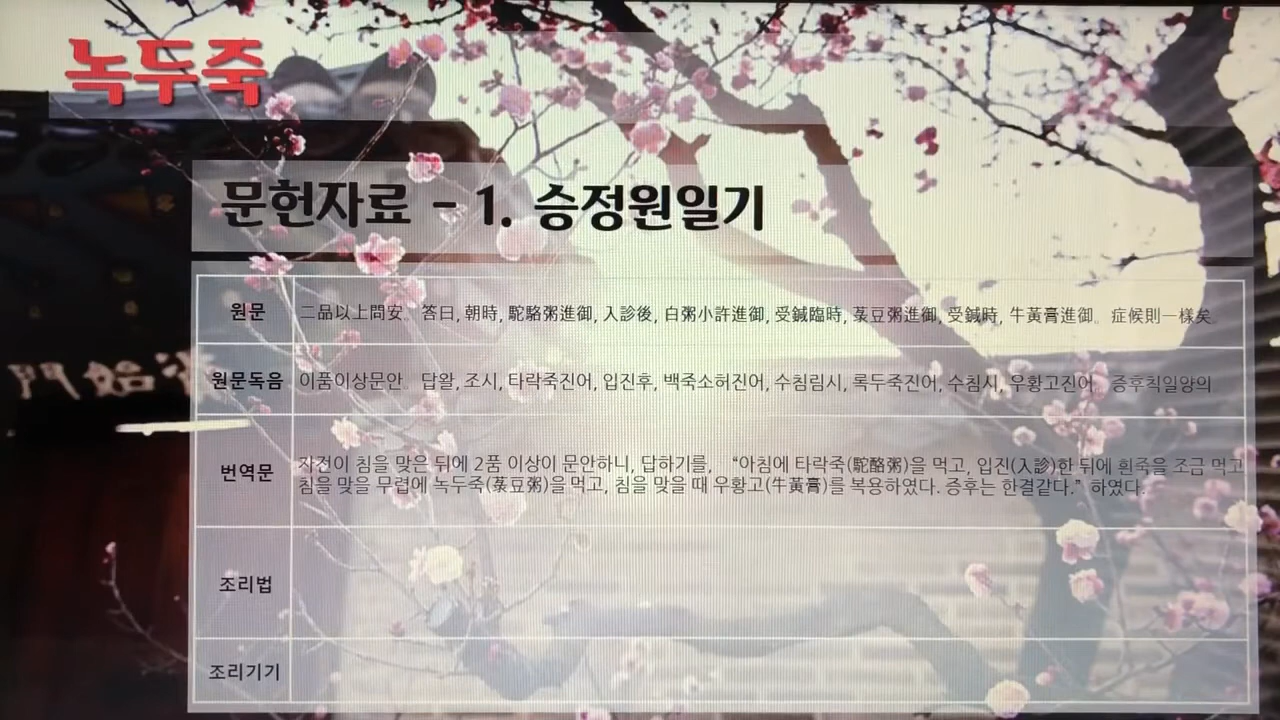 녹두죽
문헌자료 - 1. 승정원일기
원문
二品以上問安。答曰, 朝時, 駝駱粥進御, 入診後, 白粥小許進御, 受鍼臨時, 菉豆粥進御, 受鍼時, 牛黃膏進御。症候則一樣矣。
원문독음
이품이상문안。답왈, 조시, 타락죽진어, 입진후, 백죽소허진어, 수침림시, 록두죽진어, 수침시, 우황고진어。증후칙일양의
번역문
자전이 침을 맞은 뒤에 2품 이상이 문안하니, 답하기를, “아침에 타락죽(駝酪粥)을 먹고, 입진(入診)한 뒤에 흰죽을 조금 먹고
침을 맞을 무렵에 녹두죽(菉豆粥)을 먹고, 침을 맞을 때 우황고(牛黃膏)를 복용하였다. 증후는 한결같다.” 하였다.
조리법
조리기기
門始